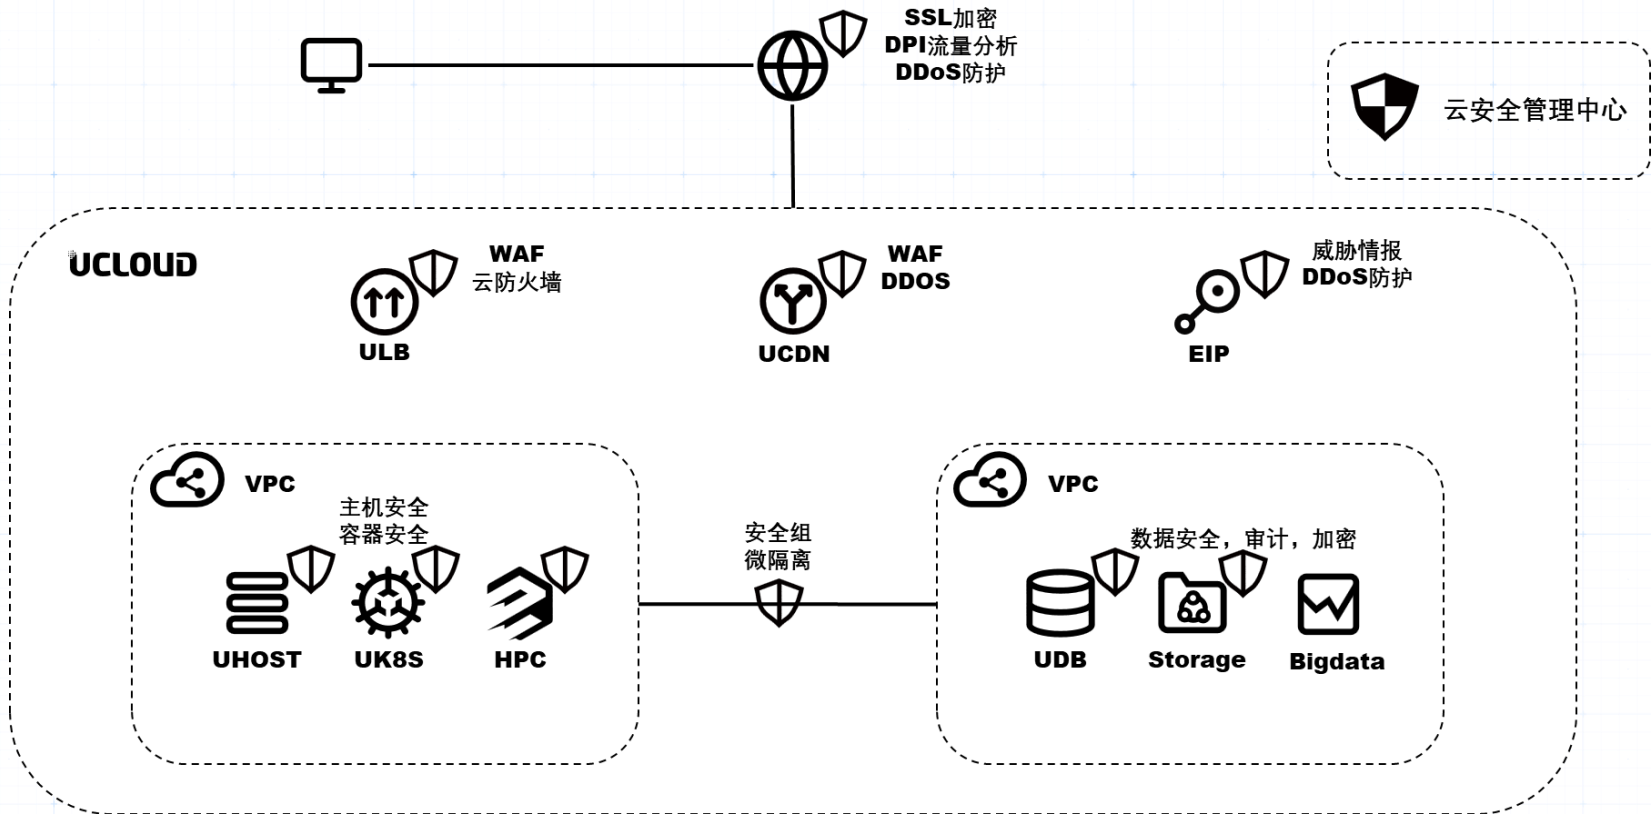 SSL加密
DPI流量分析
DDoS防护
云安全管理中心
UCLOUD
WAF
云防火墙
ULB
WAF
DDOS
UCDN
威胁情报
DDoS防护
EIP
VPC
主机安全
容器安全
UHOST
UK8S
HPC
安全组
微隔离
VPC
数据安全，审计，加密
UDB
Storage
Bigdata